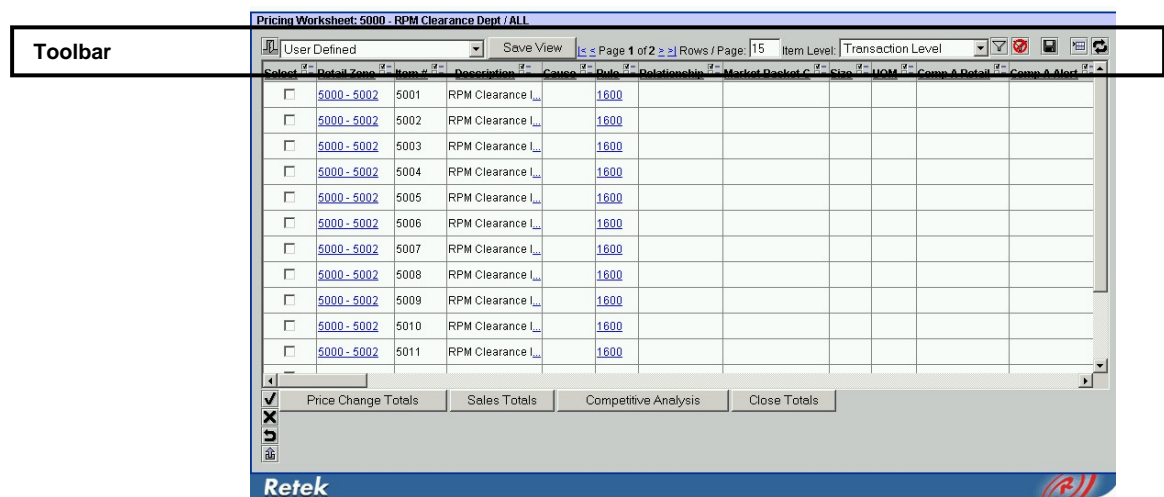 Pricing Worksheet: 5000 - RPM Clearance Dept / ALL
Toolbar
User Defined Save View |< < Page 1 of 2 > >| Rows / Page: 15 Item Level: Transaction Level
Select Retail Zone Item # Description Cause Rule Relationship Market Basket C Size UOM Comp A Retail Comp A Alert
5000 - 5002 5001 RPM Clearance I... 1600
5000 - 5002 5002 RPM Clearance I... 1600
5000 - 5002 5003 RPM Clearance I... 1600
5000 - 5002 5004 RPM Clearance I... 1600
5000 - 5002 5005 RPM Clearance I... 1600
5000 - 5002 5006 RPM Clearance I... 1600
5000 - 5002 5007 RPM Clearance I... 1600
5000 - 5002 5008 RPM Clearance I... 1600
5000 - 5002 5009 RPM Clearance I... 1600
5000 - 5002 5010 RPM Clearance I... 1600
5000 - 5002 5011 RPM Clearance I... 1600
Price Change Totals Sales Totals Competitive Analysis Close Totals
Retek (R)